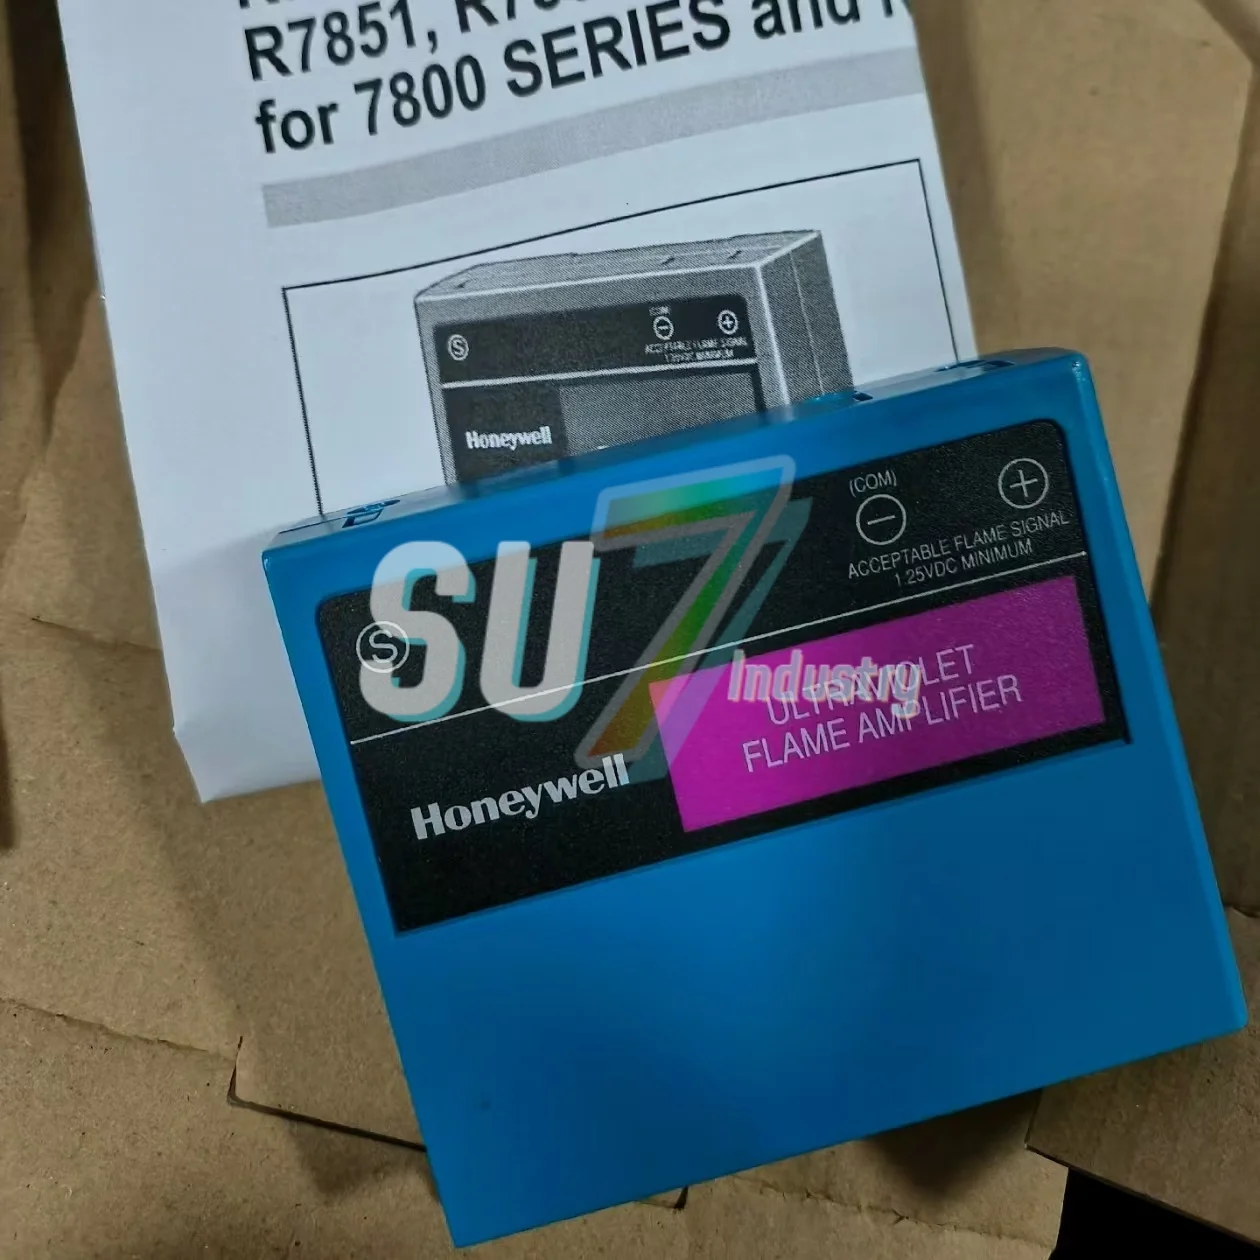 R7851,
for 7800 SERIES and
S
(COM)
−
+
ACCEPTABLE FLAME SIGNAL
1.25VDC MINIMUM
Honeywell
(COM)
−
+
ACCEPTABLE FLAME SIGNAL
1.25VDC MINIMUM
S
SU7
Industry
ULTRAVIOLET
FLAME AMPLIFIER
Honeywell